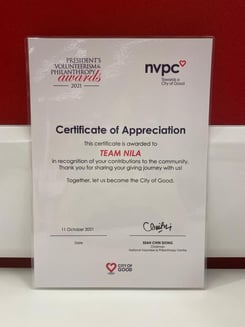 PRESIDENT'S
VOLUNTEERISM &
PHILANTHROPY
awards
2021
nvpc
Towards a
City of Good
Certificate of Appreciation
This certificate is awarded to
TEAM NILA
in recognition of your contributions to the community.
Thank you for sharing your giving journey with us!
Together, let us become the City of Good.
11 October 2021
Date
SEAH CHIN SIONG
Chairman
National Volunteer & Philanthropy Centre
CITY OF
GOOD